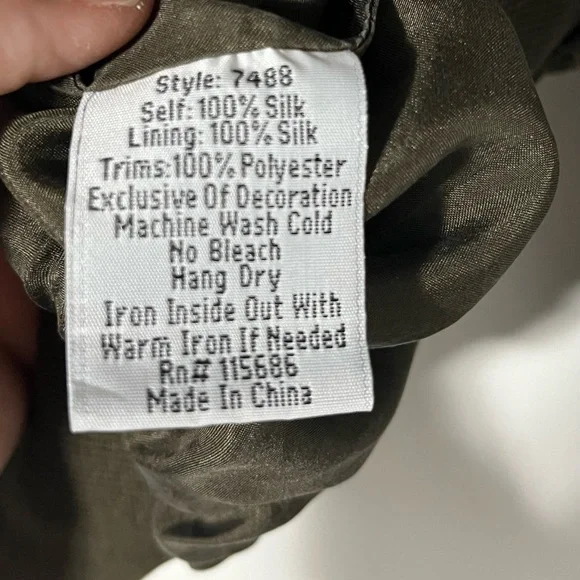 Style: 7488
Self: 100% Silk
Lining: 100% Silk
Trims:100% Polyester
Exclusive Of Decoration
Machine Wash Cold
No Bleach
Hang Dry
Iron Inside Out With
Warm Iron If Needed
Rn# 115686
Made In China